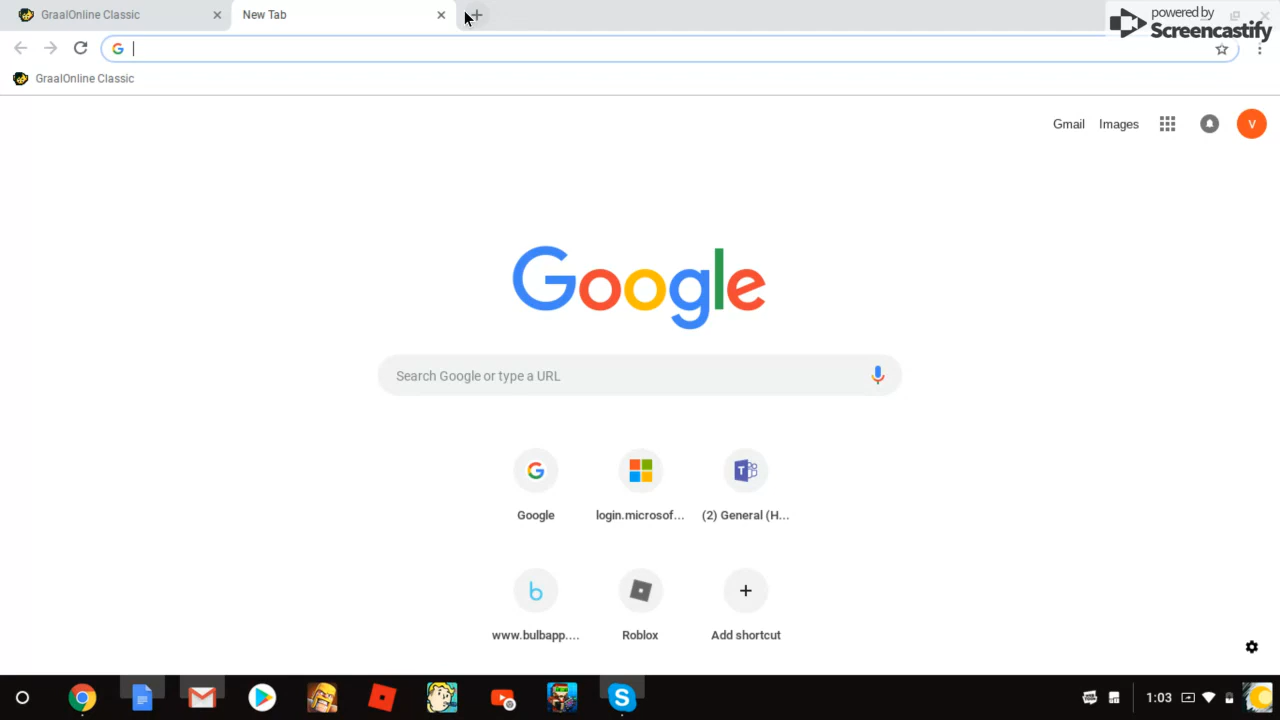 GraalOnline Classic
New Tab
powered by
Screencastify
GraalOnline Classic
Gmail Images
V
Google
Search Google or type a URL
Google login.microsof... (2) General (H...
www.bulbapp.... Roblox Add shortcut
1:03